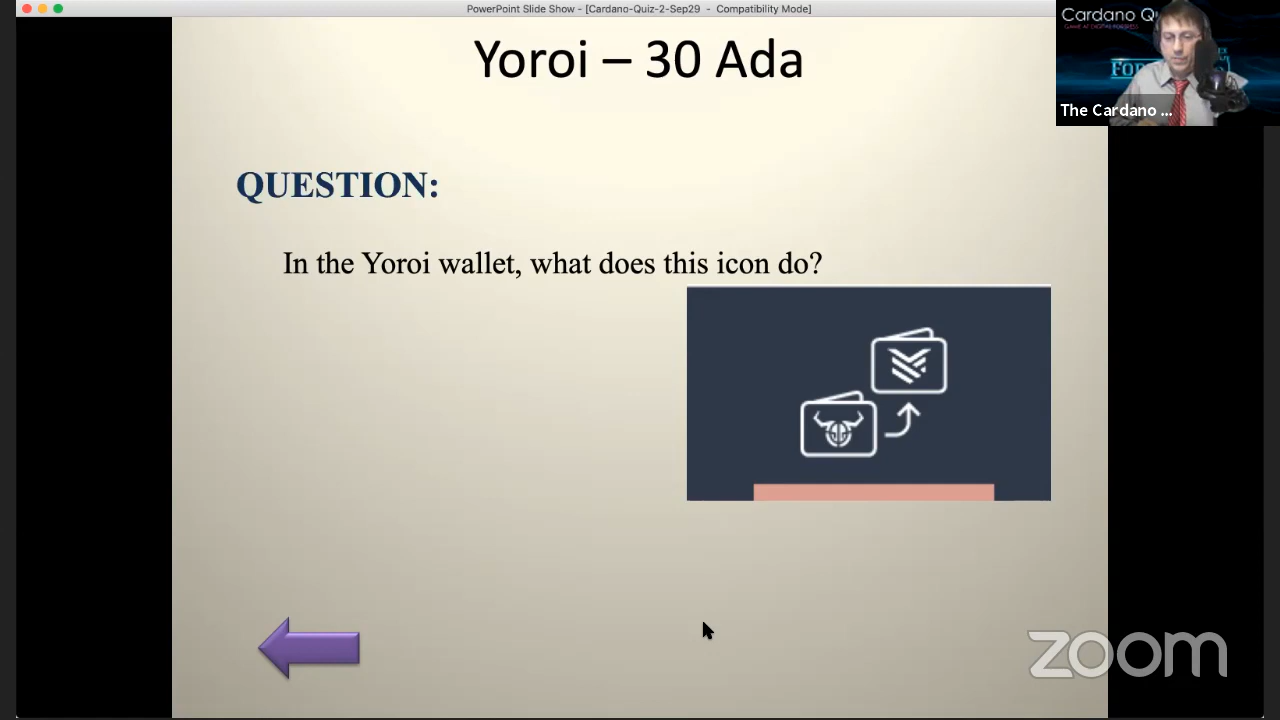 PowerPoint Slide Show - [Cardano-Quiz-2-Sep29 - Compatibility Mode]
Yoroi – 30 Ada
Cardano Qu
The Cardano ...
QUESTION:
In the Yoroi wallet, what does this icon do?
zoom